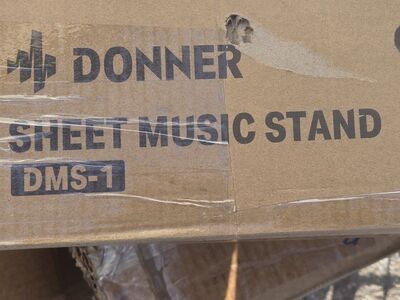 DONNER
SHEET MUSIC STAND
DMS-1